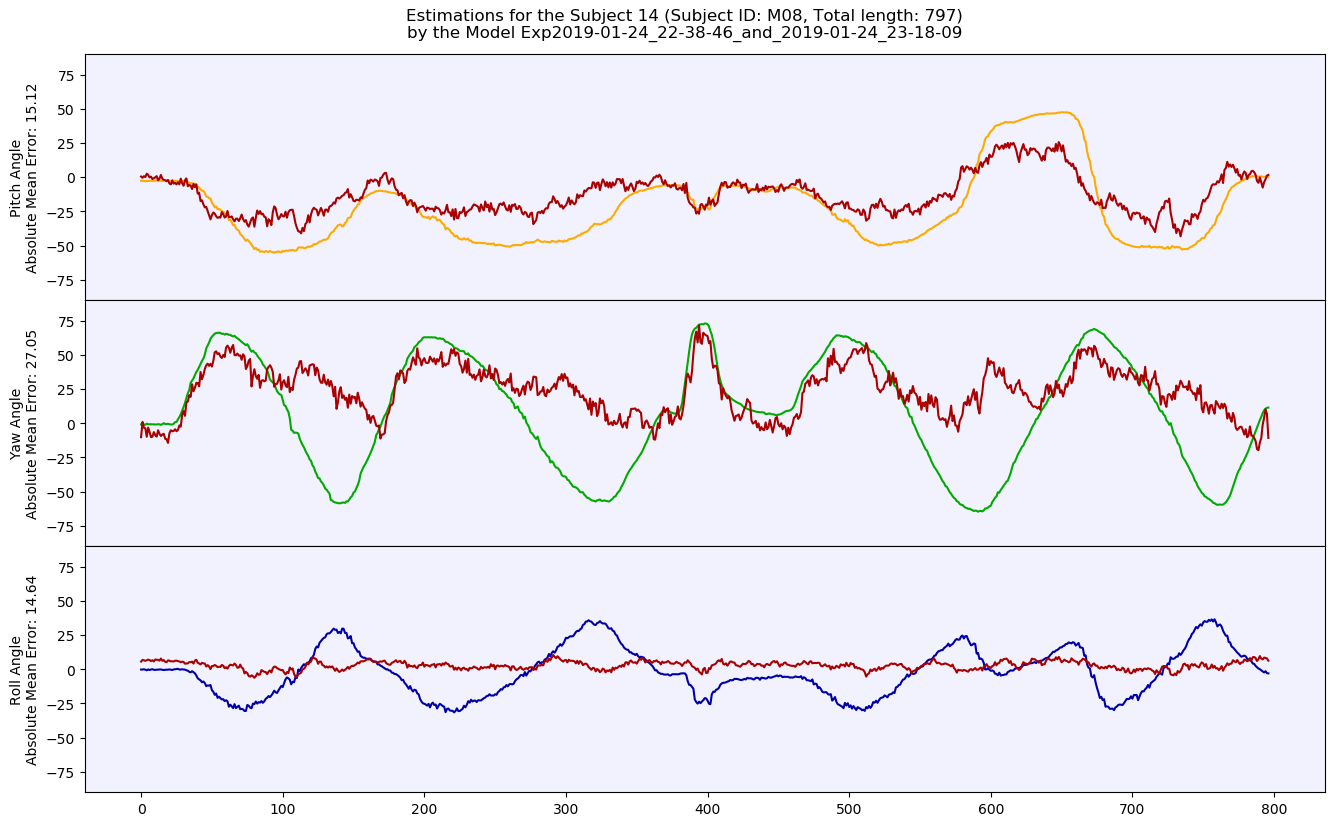 Estimations for the Subject 14 (Subject ID: M08, Total length: 797)
by the Model Exp2019-01-24_22-38-46_and_2019-01-24_23-18-09
Pitch Angle
Absolute Mean Error: 15.12
75
50
25
0
−25
−50
−75
Yaw Angle
Absolute Mean Error: 27.05
75
50
25
0
−25
−50
−75
Roll Angle
Absolute Mean Error: 14.64
75
50
25
0
−25
−50
−75
0 100 200 300 400 500 600 700 800